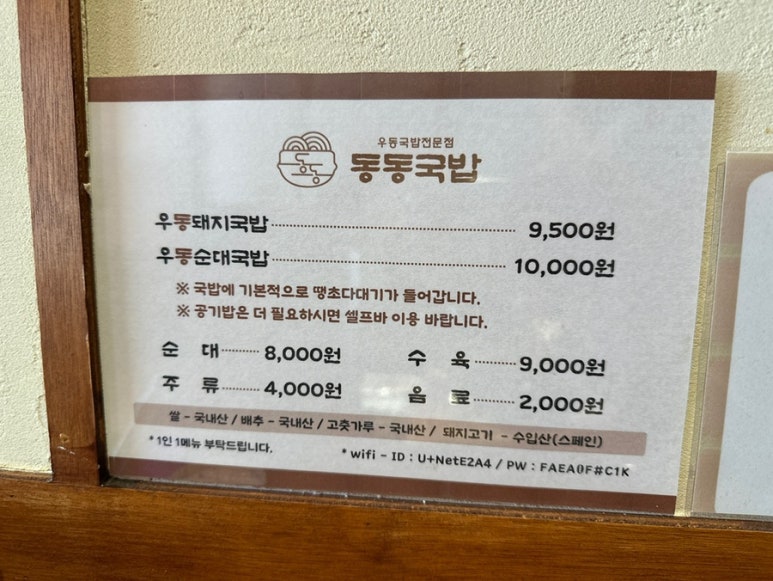 우동국밥전문점
동동국밥
우동돼지국밥 9,500원
우동순대국밥 10,000원
※ 국밥에 기본적으로 땡초다대기가 들어갑니다.
※ 공기밥은 더 필요하시면 셀프바 이용 바랍니다.
순 대 8,000원 수 육 9,000원
주 류 4,000원 음 료 2,000원
쌀 - 국내산 / 배추 - 국내산 / 고춧가루 - 국내산 / 돼지고기 - 수입산(스페인)
* 1인 1메뉴 부탁드립니다. * wifi - ID : U+NetE2A4 / PW : FAEA0F#C1K